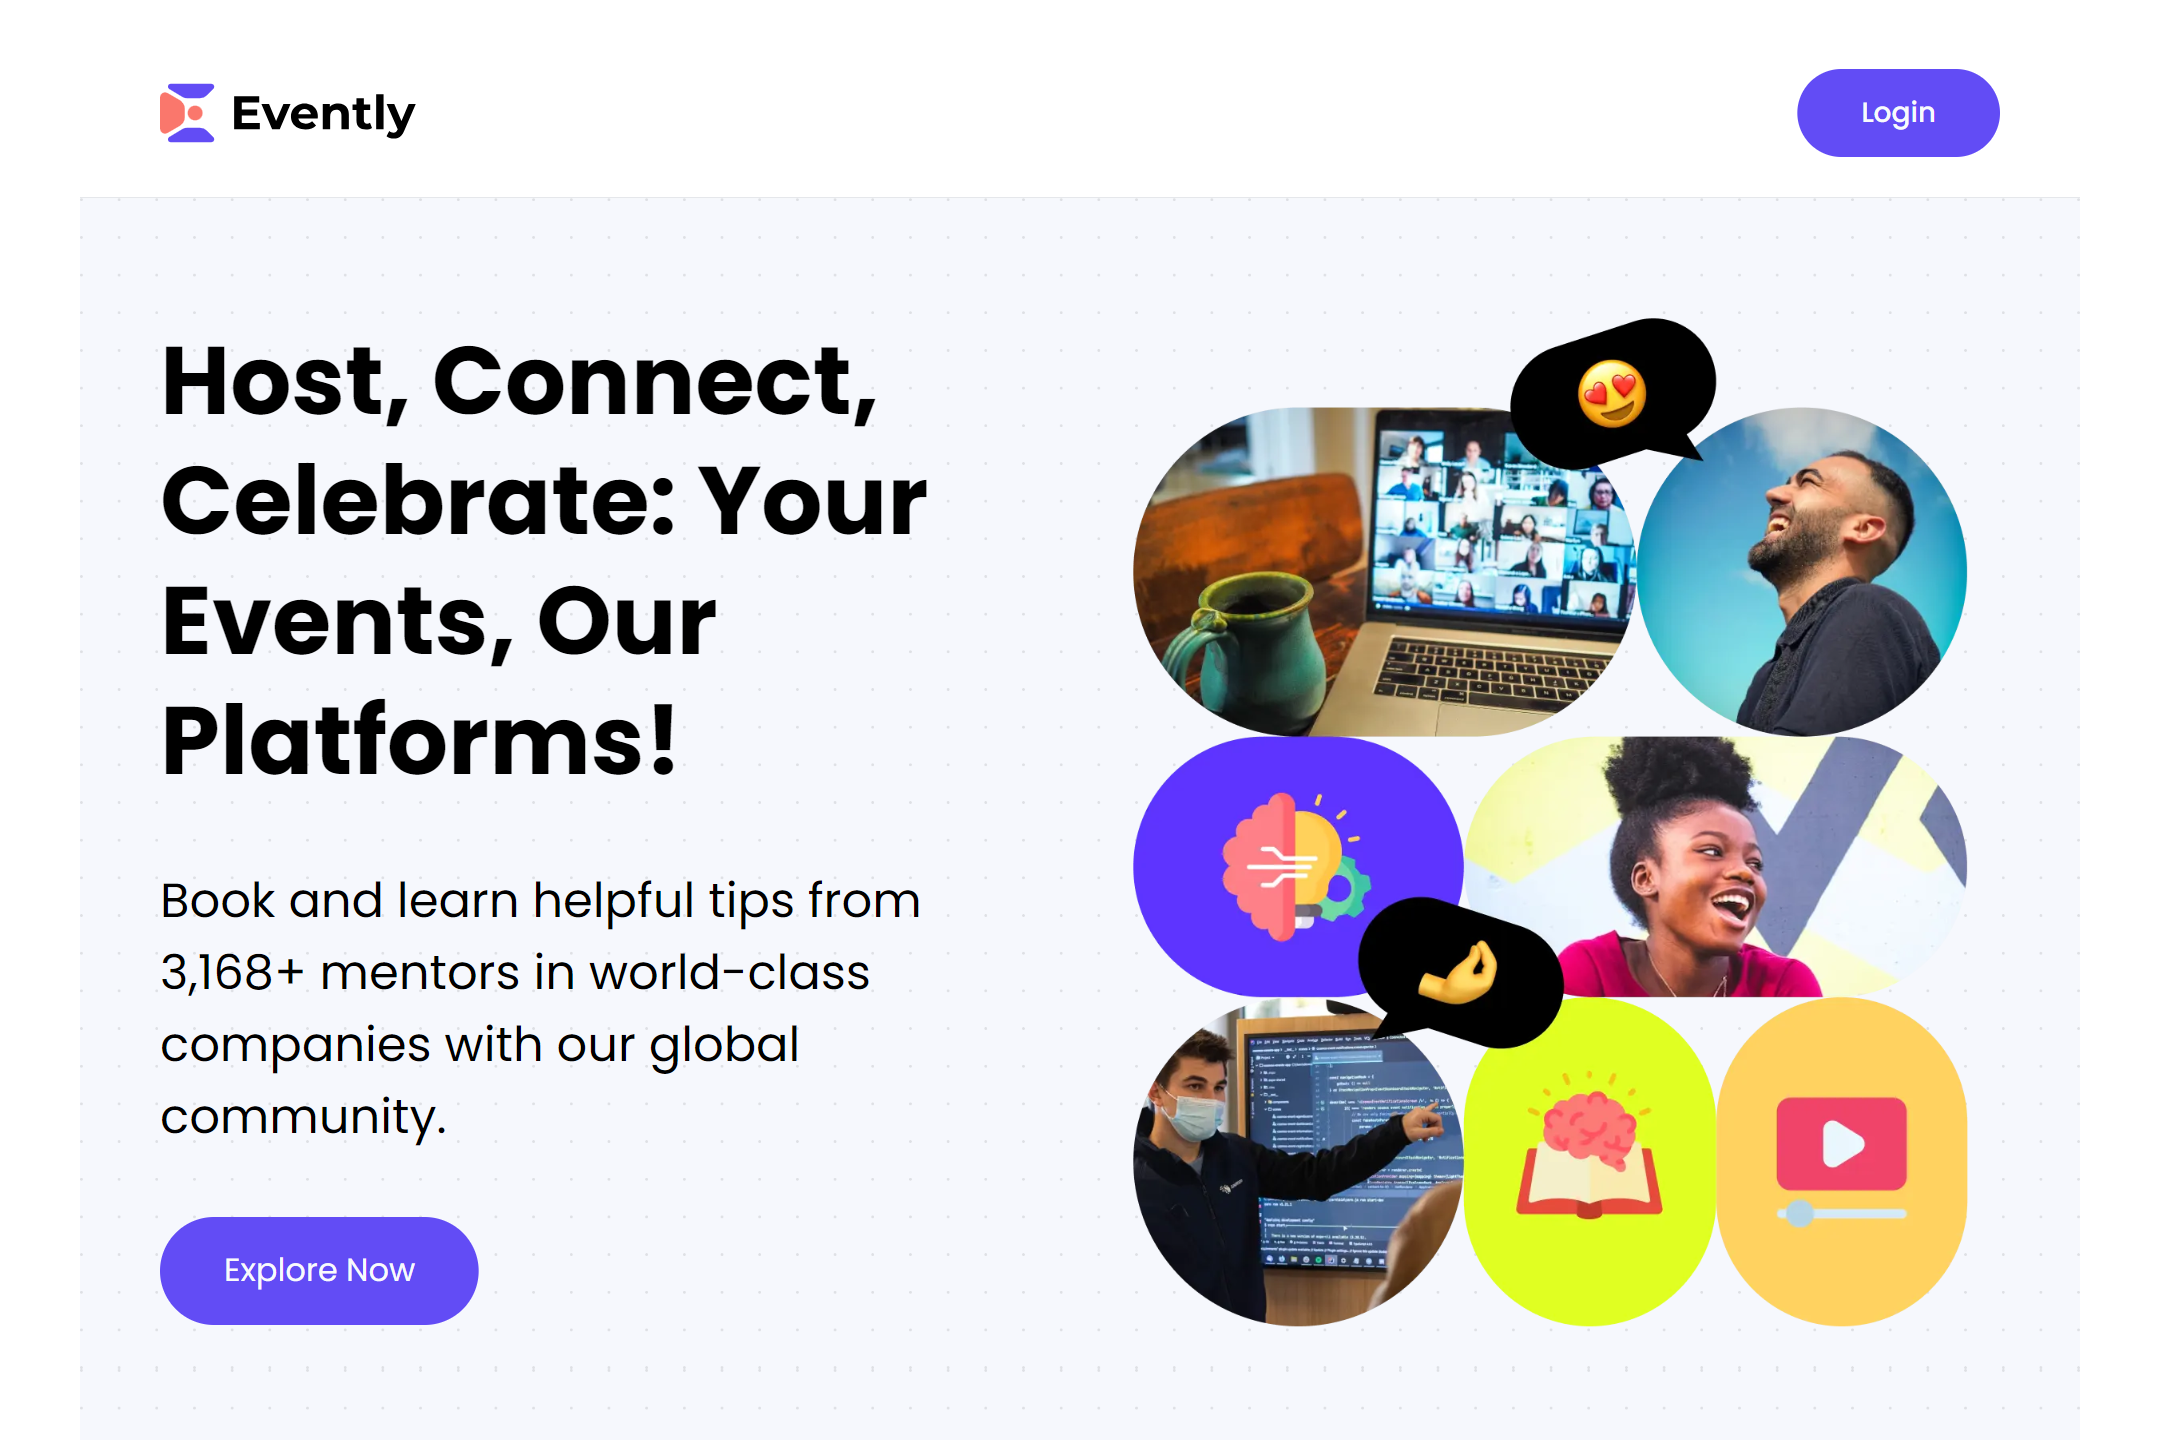 Evently
Login
Host, Connect,
Celebrate: Your
Events, Our
Platforms!
Book and learn helpful tips from
3,168+ mentors in world-class
companies with our global
community.
Explore Now